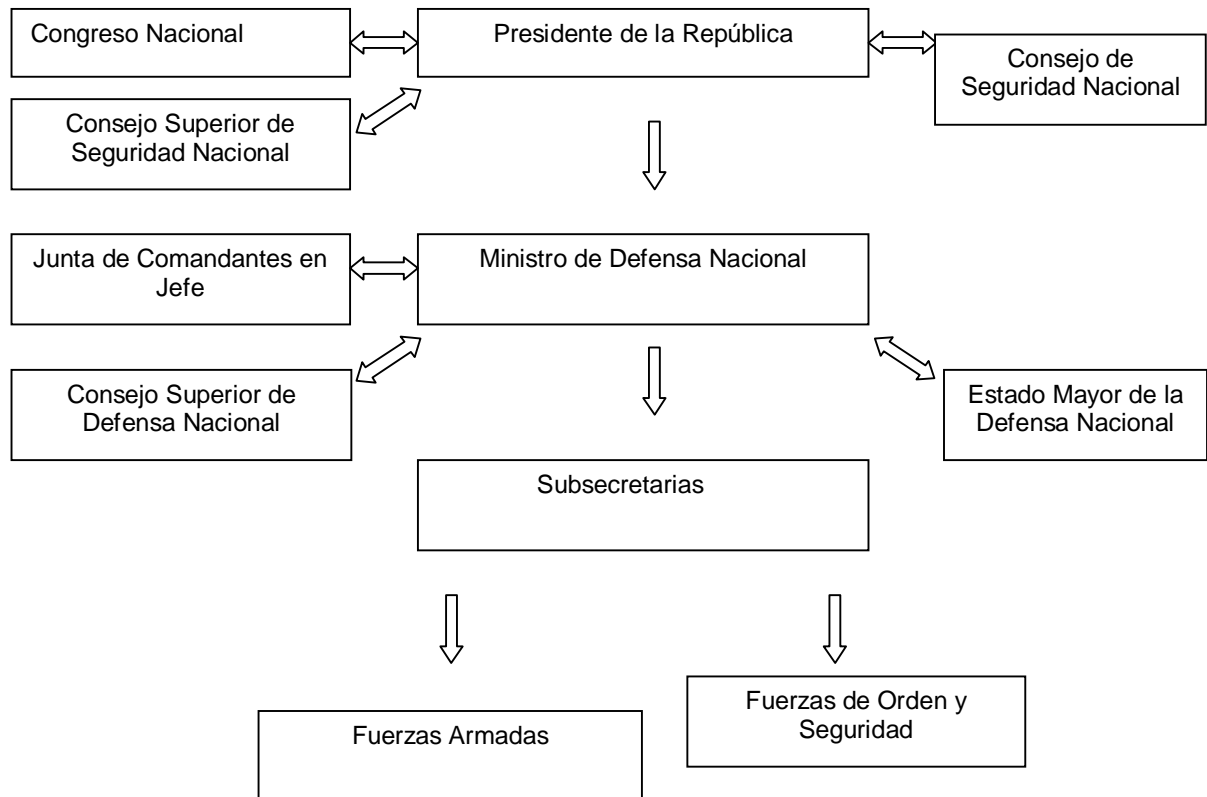 Congreso Nacional
Presidente de la República
Consejo de
Seguridad Nacional
Consejo Superior de
Seguridad Nacional
Junta de Comandantes en
Jefe
Ministro de Defensa Nacional
Consejo Superior de
Defensa Nacional
Estado Mayor de la
Defensa Nacional
Subsecretarias
Fuerzas de Orden y
Seguridad
Fuerzas Armadas